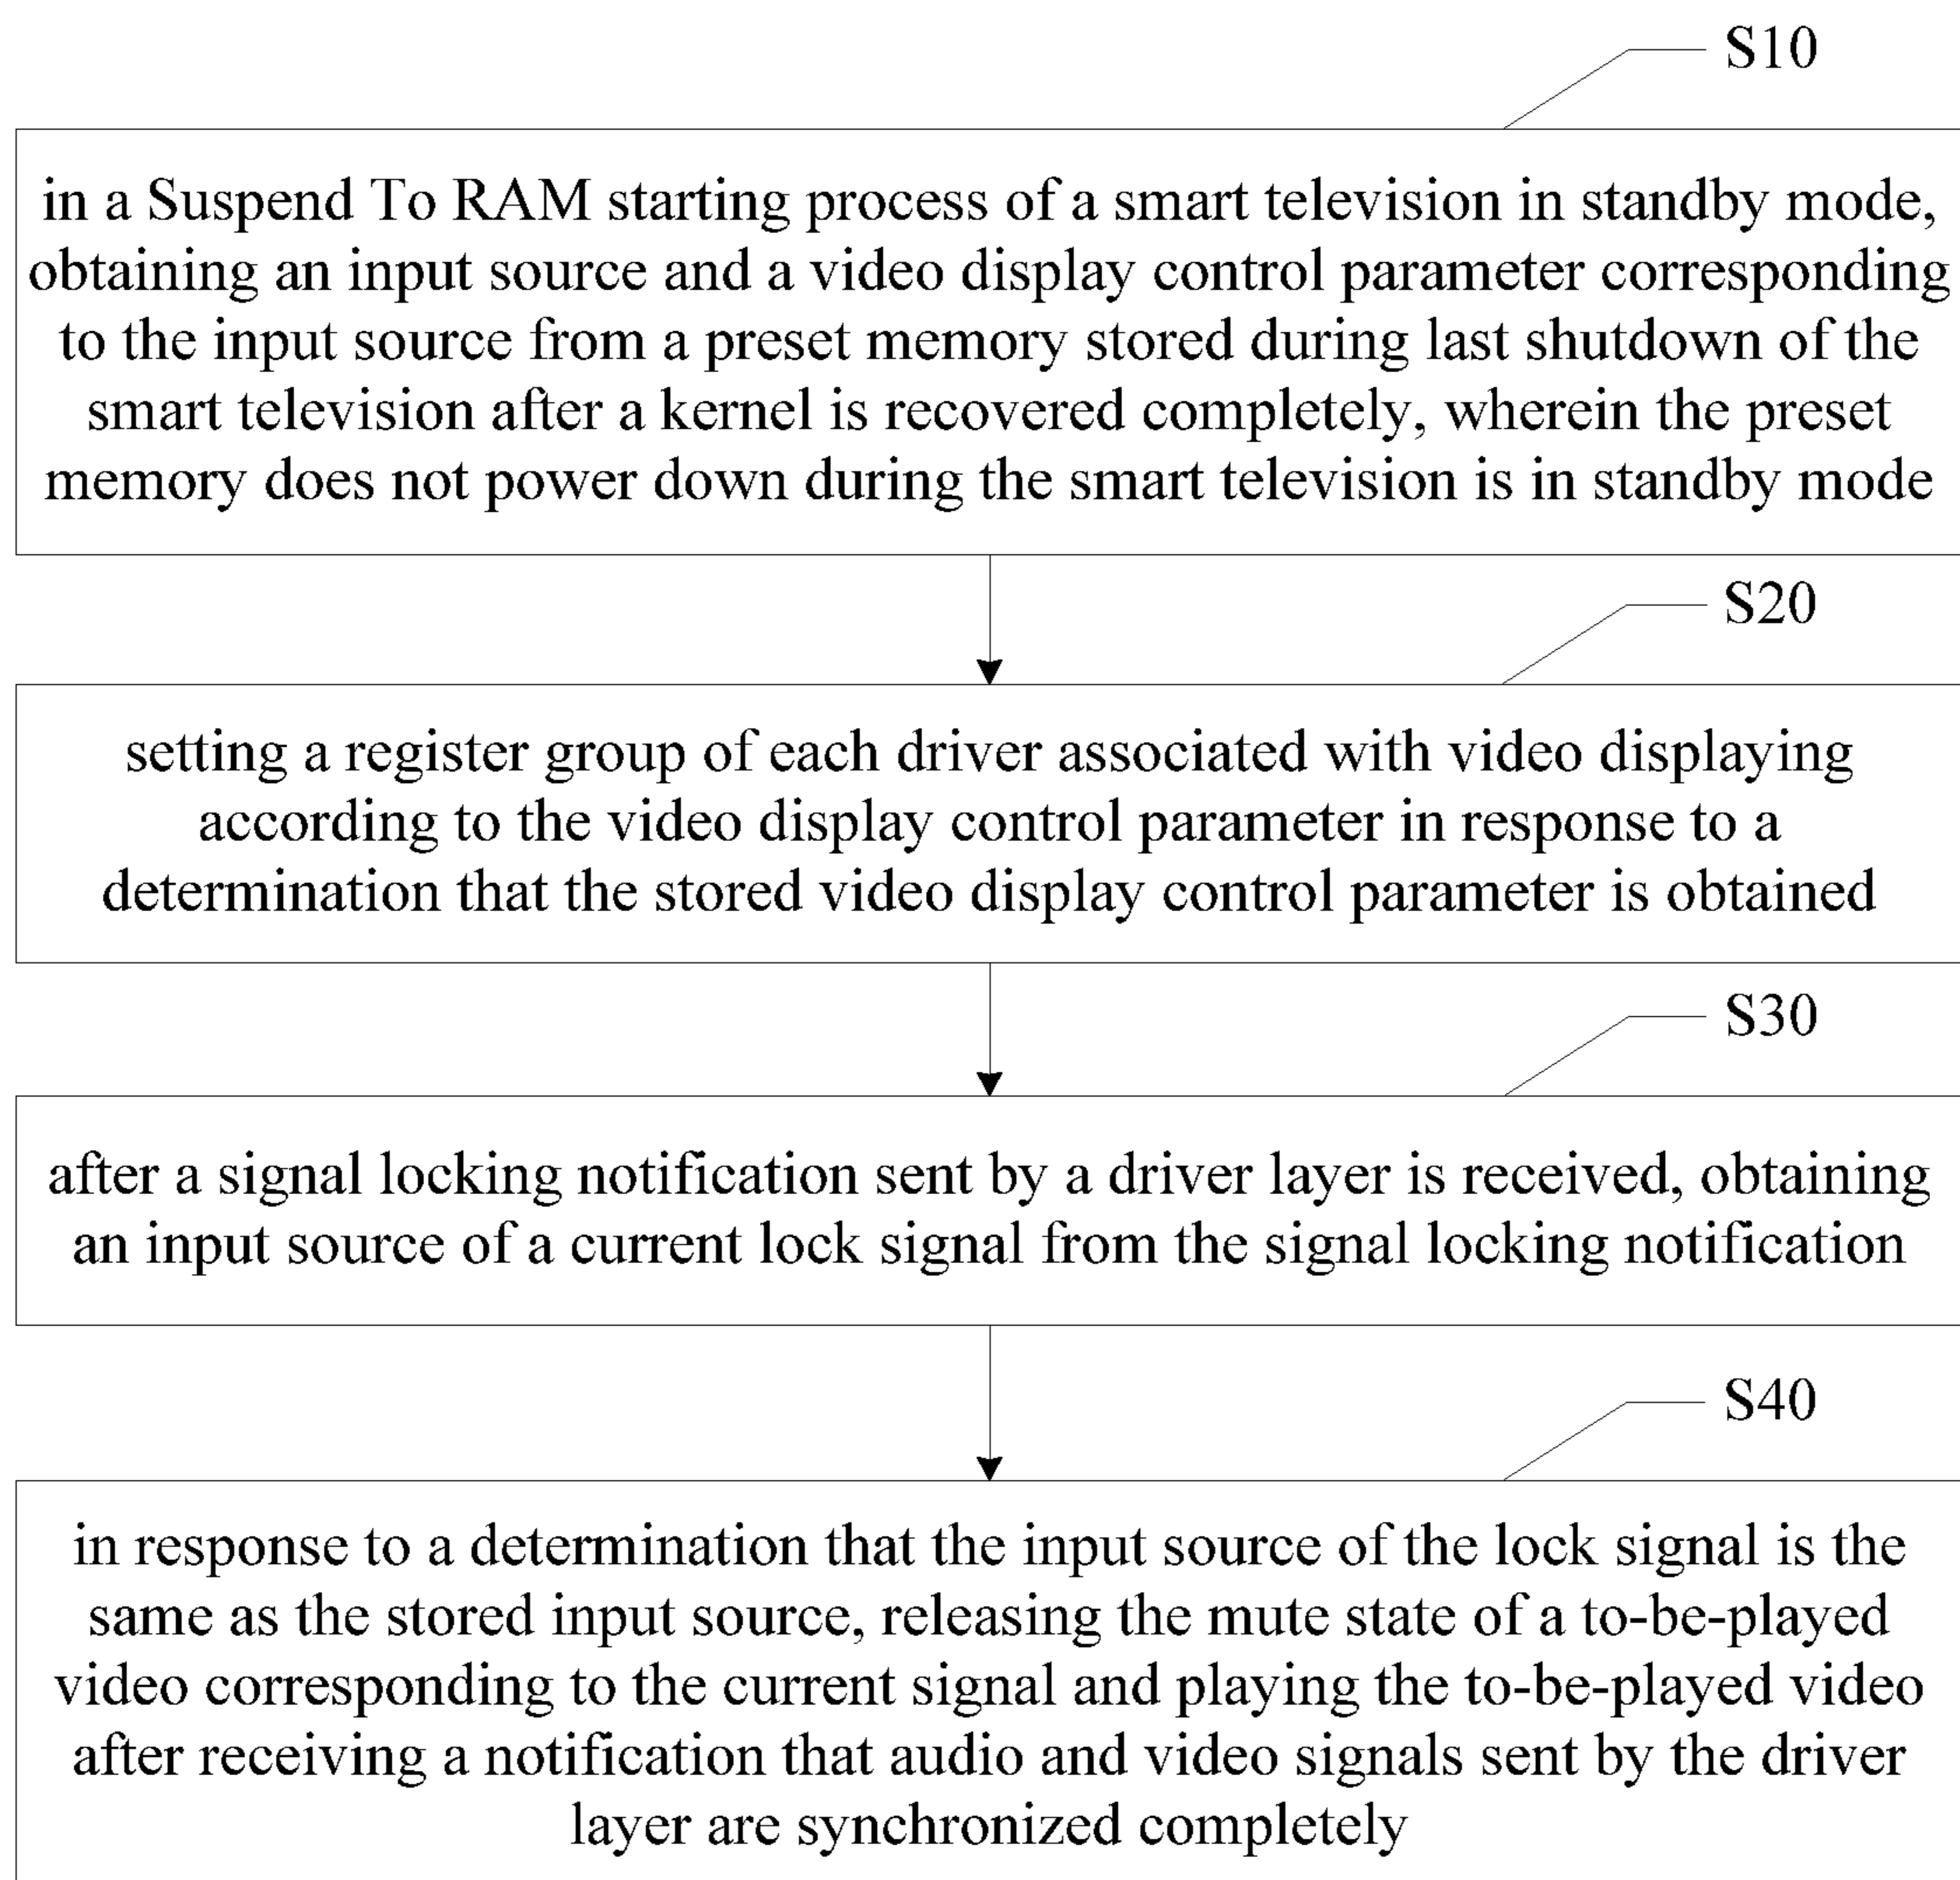 S10
in a Suspend To RAM starting process of a smart television in standby mode,
obtaining an input source and a video display control parameter corresponding
to the input source from a preset memory stored during last shutdown of the
smart television after a kernel is recovered completely, wherein the preset
memory does not power down during the smart television is in standby mode
S20
setting a register group of each driver associated with video displaying
according to the video display control parameter in response to a
determination that the stored video display control parameter is obtained
S30
after a signal locking notification sent by a driver layer is received, obtaining
an input source of a current lock signal from the signal locking notification
S40
in response to a determination that the input source of the lock signal is the
same as the stored input source, releasing the mute state of a to-be-played
video corresponding to the current signal and playing the to-be-played video
after receiving a notification that audio and video signals sent by the driver
layer are synchronized completely